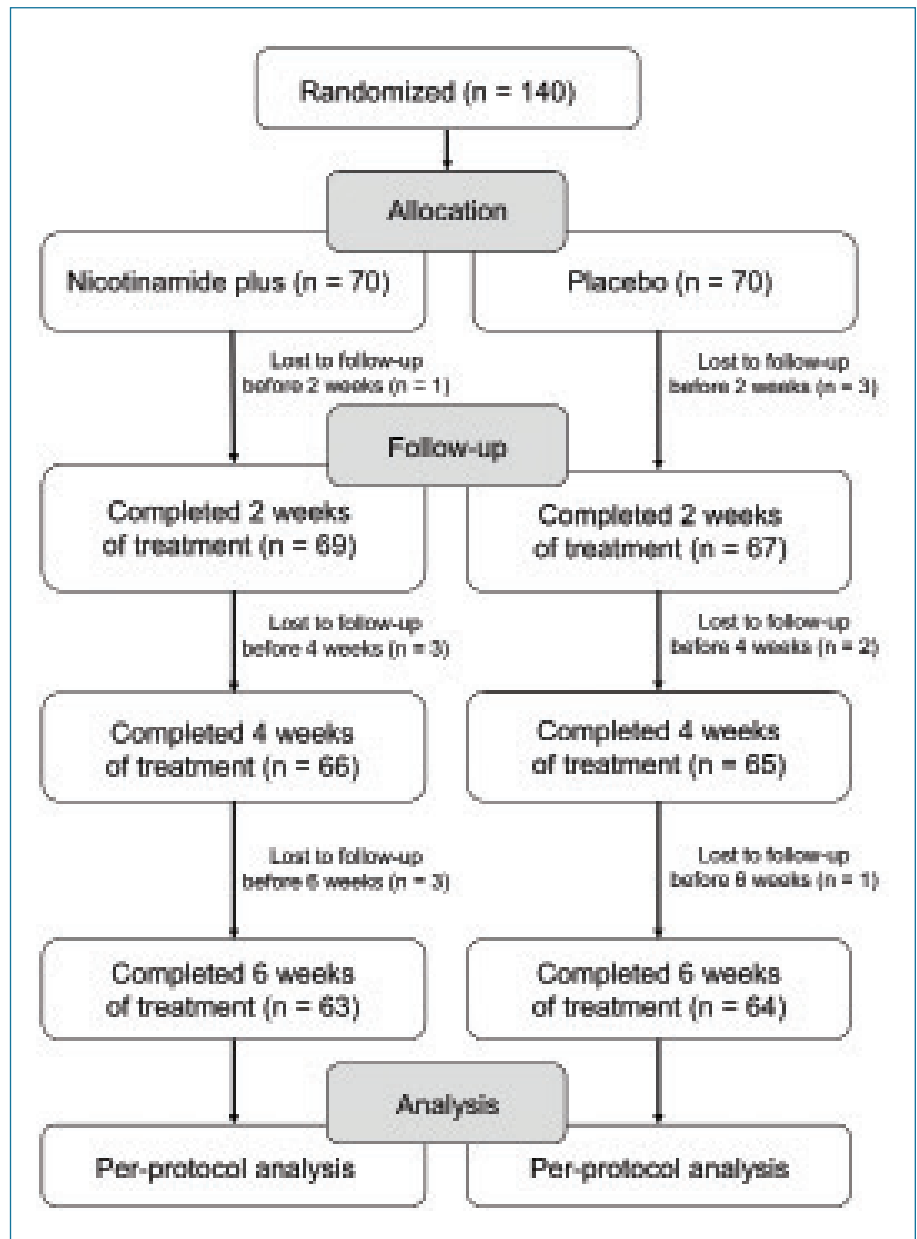 Randomized (n = 140)
Allocation
Nicotinamide plus (n = 70)
Placebo (n = 70)
Lost to follow-up
before 2 weeks (n = 1)
Lost to follow-up
before 2 weeks (n = 3)
Follow-up
Completed 2 weeks
of treatment (n = 69)
Completed 2 weeks
of treatment (n = 67)
Lost to follow-up
before 4 weeks (n = 3)
Lost to follow-up
before 4 weeks (n = 2)
Completed 4 weeks
of treatment (n = 66)
Completed 4 weeks
of treatment (n = 65)
Lost to follow-up
before 6 weeks (n = 3)
Lost to follow-up
before 6 weeks (n = 1)
Completed 6 weeks
of treatment (n = 63)
Completed 6 weeks
of treatment (n = 64)
Analysis
Per-protocol analysis
Per-protocol analysis